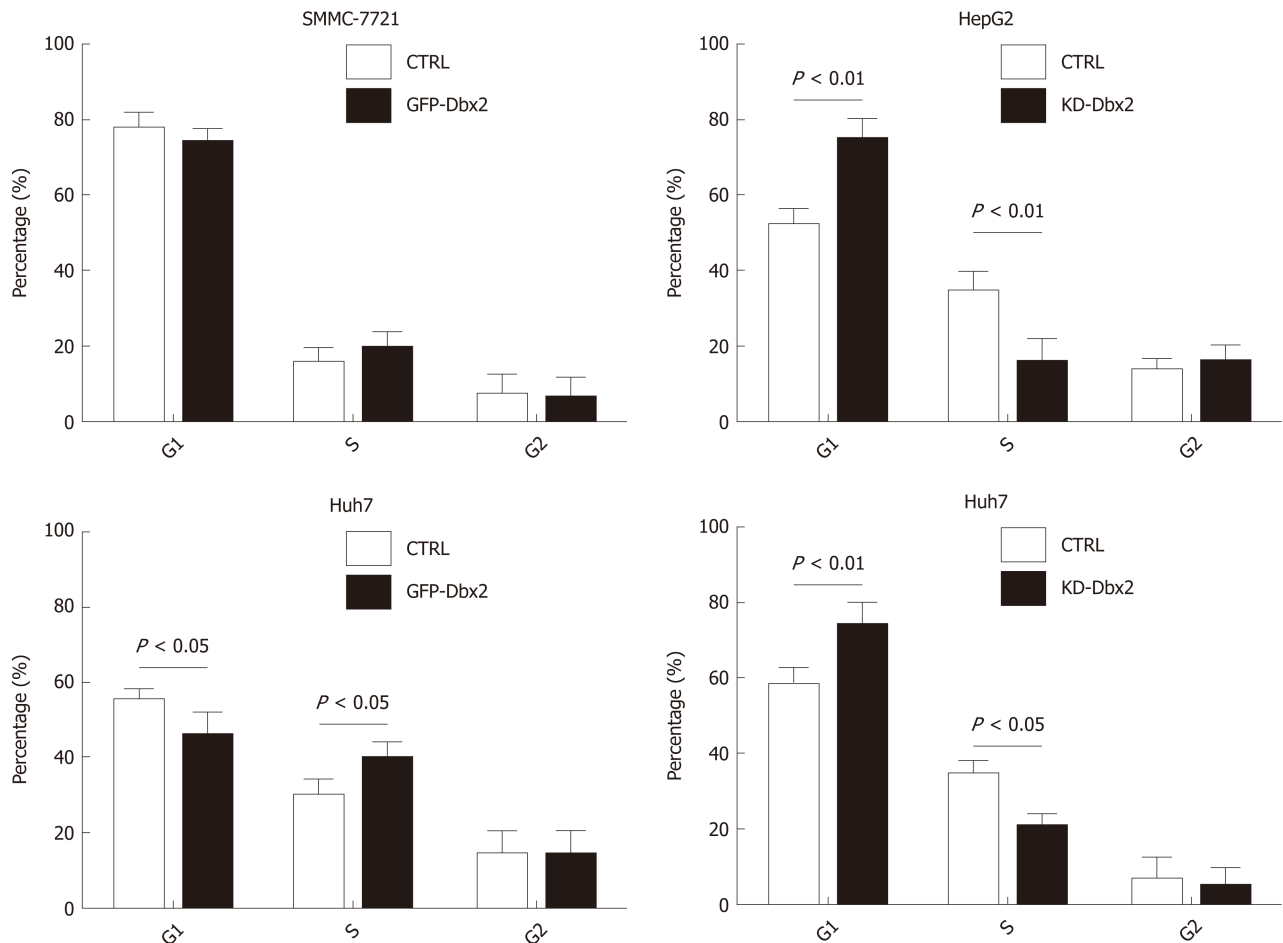 SMMC-7721
CTRL
GFP-Dbx2
Percentage (%)
100
80
60
40
20
0
G1
S
G2
HepG2
CTRL
KD-Dbx2
P < 0.01
P < 0.01
Percentage (%)
100
80
60
40
20
0
G1
S
G2
Huh7
CTRL
GFP-Dbx2
P < 0.05
P < 0.05
Percentage (%)
100
80
60
40
20
0
G1
S
G2
Huh7
CTRL
KD-Dbx2
P < 0.01
P < 0.05
Percentage (%)
100
80
60
40
20
0
G1
S
G2